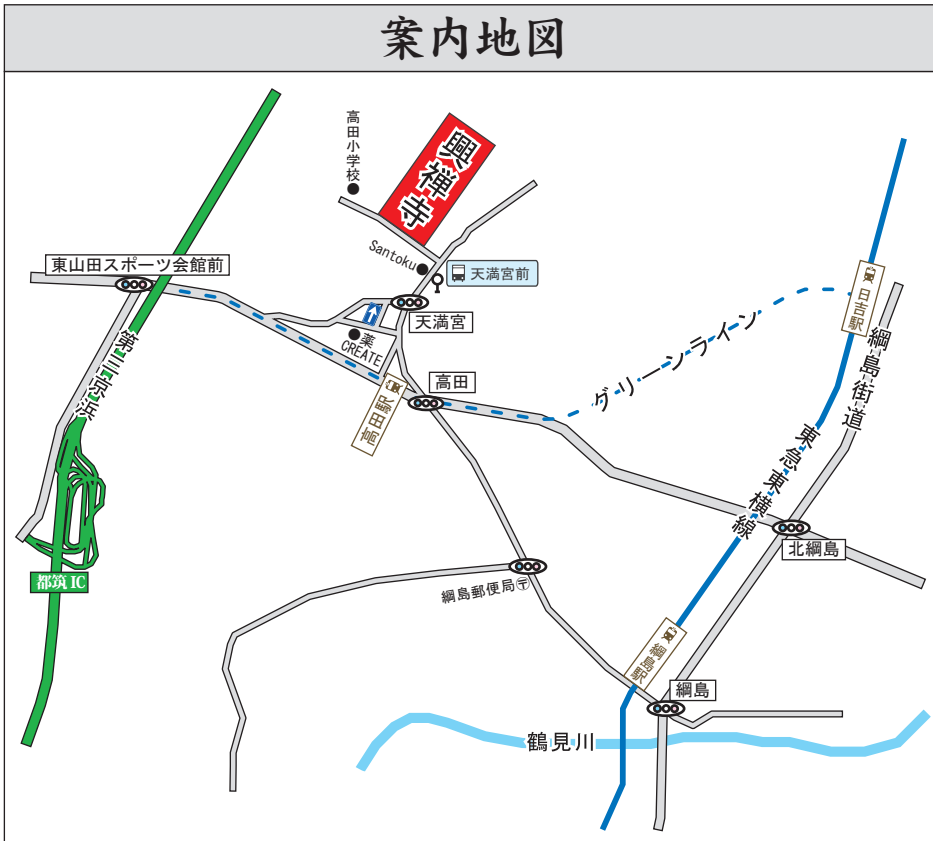 案内地図
高田小学校
興禅寺
Santoku
天満宮前
東山田スポーツ会館前
天満宮
薬
CREATE
第三京浜
高田駅
高田
グリーンライン
日吉駅
綱島街道
東急東横線
北綱島
都筑 IC
綱島郵便局〒
綱島駅
綱島
鶴見川